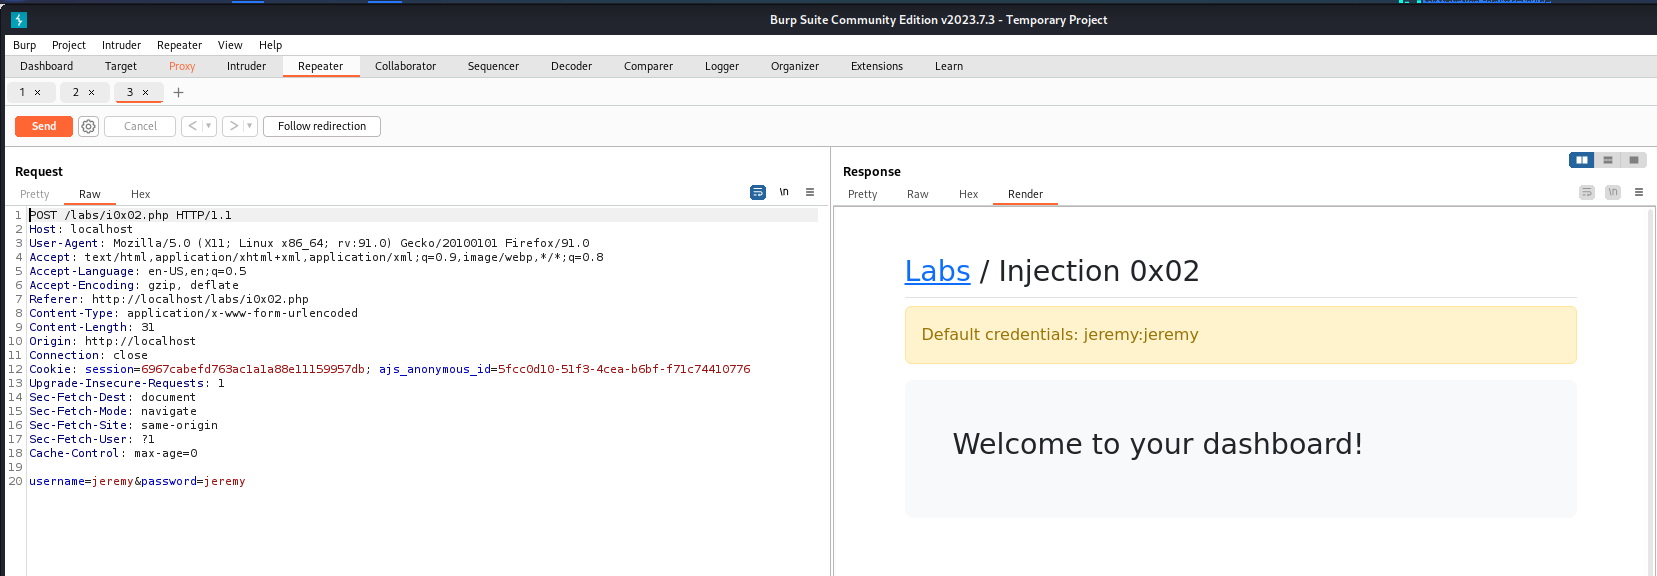 Burp Suite Community Edition v2023.7.3 - Temporary Project
Burp Project Intruder Repeater View Help
Dashboard Target Proxy Intruder Repeater Collaborator Sequencer Decoder Comparer Logger Organizer Extensions Learn
1 × 2 × 3 × +
Send Cancel < > Follow redirection
Request
Pretty Raw Hex \n
1 POST /labs/i0x02.php HTTP/1.1
2 Host: localhost
3 User-Agent: Mozilla/5.0 (X11; Linux x86_64; rv:91.0) Gecko/20100101 Firefox/91.0
4 Accept: text/html,application/xhtml+xml,application/xml;q=0.9,image/webp,*/*;q=0.8
5 Accept-Language: en-US,en;q=0.5
6 Accept-Encoding: gzip, deflate
7 Referer: http://localhost/labs/i0x02.php
8 Content-Type: application/x-www-form-urlencoded
9 Content-Length: 31
10 Origin: http://localhost
11 Connection: close
12 Cookie: session=6967cabefd763ac1a1a88e11159957db; ajs_anonymous_id=5fcc0d10-51f3-4cea-b6bf-f71c74410776
13 Upgrade-Insecure-Requests: 1
14 Sec-Fetch-Dest: document
15 Sec-Fetch-Mode: navigate
16 Sec-Fetch-Site: same-origin
17 Sec-Fetch-User: ?1
18 Cache-Control: max-age=0
19
20 username=jeremy&password=jeremy
Response
Pretty Raw Hex Render \n
Labs / Injection 0x02
Default credentials: jeremy:jeremy
Welcome to your dashboard!